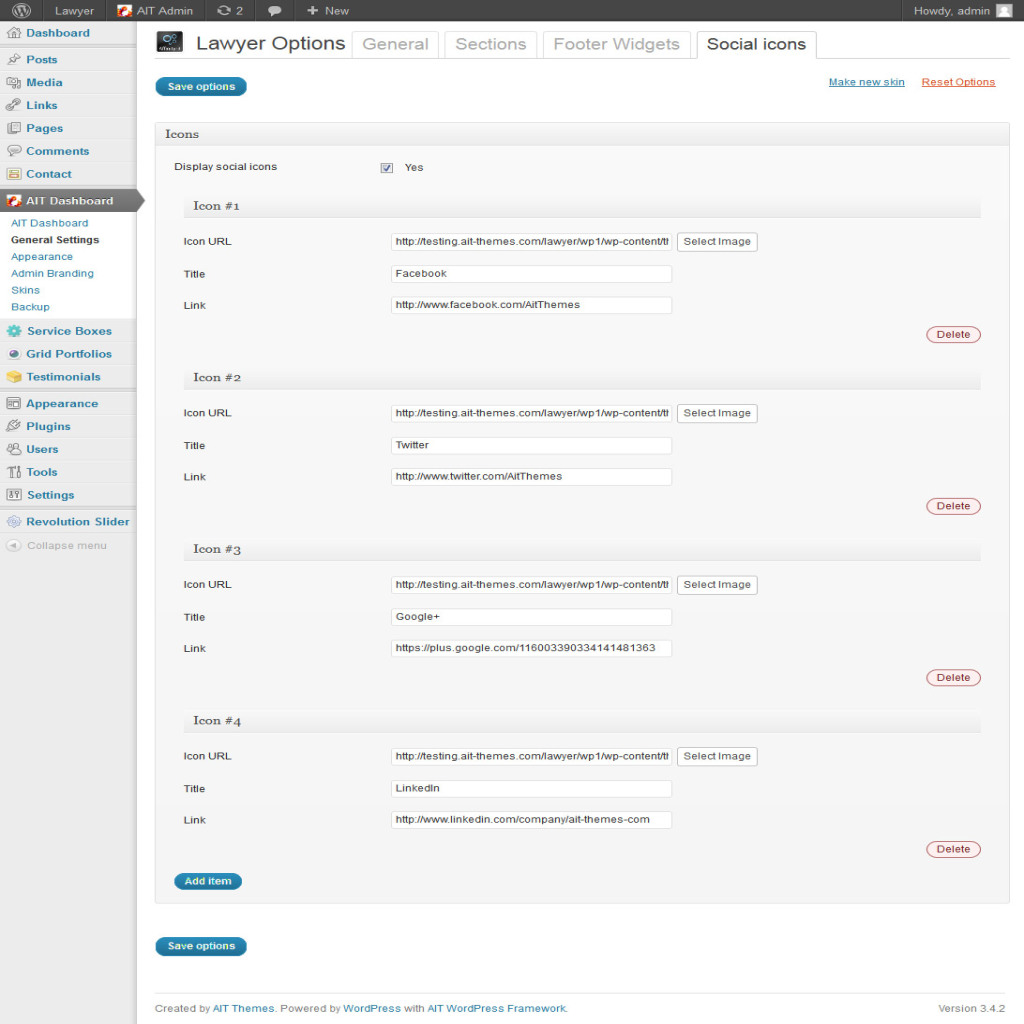 Lawyer AIT Admin 2 + New Howdy, admin
Dashboard
Posts
Media
Links
Pages
Comments
Contact
AIT Dashboard
AIT Dashboard
General Settings
Appearance
Admin Branding
Skins
Backup
Service Boxes
Grid Portfolios
Testimonials
Appearance
Plugins
Users
Tools
Settings
Revolution Slider
Collapse menu
Lawyer Options General Sections Footer Widgets Social icons
Save options Make new skin Reset Options
Icons
Display social icons Yes
Icon #1
Icon URL http://testing.ait-themes.com/lawyer/wp1/wp-content/th Select Image
Title Facebook
Link http://www.facebook.com/AitThemes
Delete
Icon #2
Icon URL http://testing.ait-themes.com/lawyer/wp1/wp-content/th Select Image
Title Twitter
Link http://www.twitter.com/AitThemes
Delete
Icon #3
Icon URL http://testing.ait-themes.com/lawyer/wp1/wp-content/th Select Image
Title Google+
Link https://plus.google.com/116003390334141481363
Delete
Icon #4
Icon URL http://testing.ait-themes.com/lawyer/wp1/wp-content/th Select Image
Title LinkedIn
Link http://www.linkedin.com/company/ait-themes-com
Delete
Add item
Save options
Created by AIT Themes. Powered by WordPress with AIT WordPress Framework. Version 3.4.2